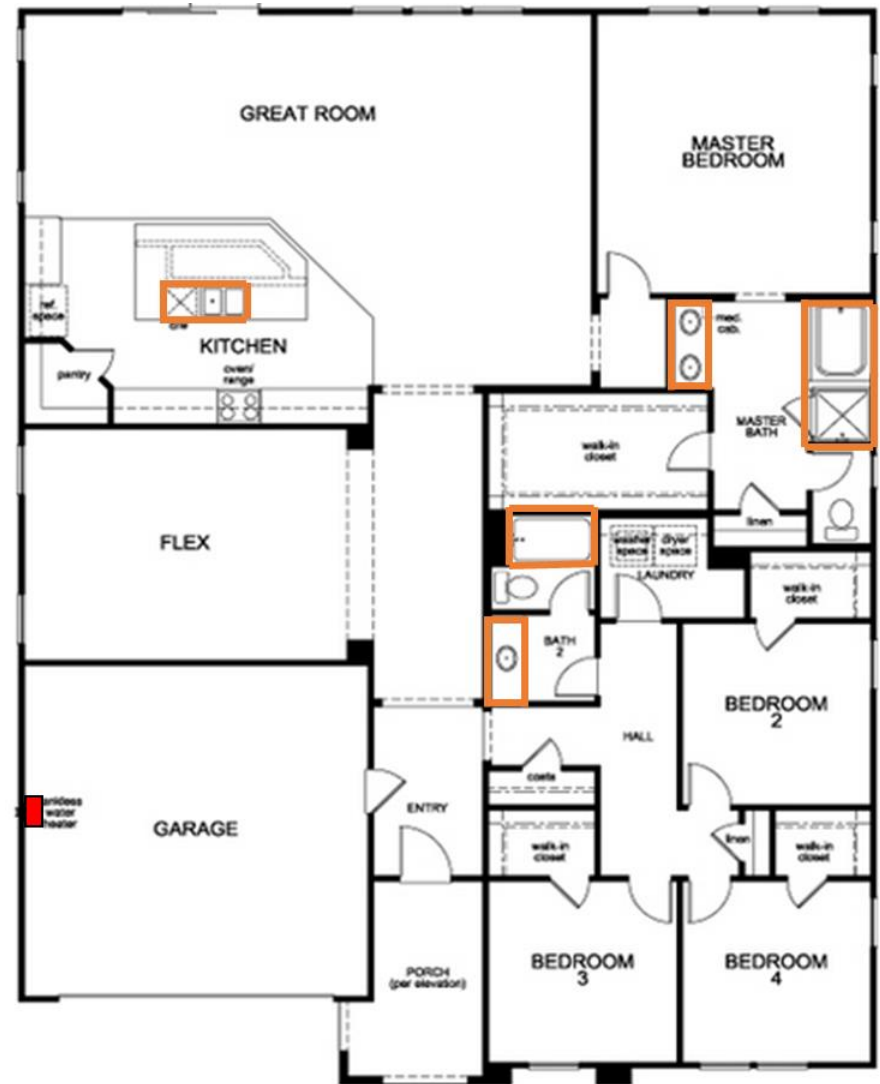 GREAT ROOM
MASTER
BEDROOM
ref.
space
med.
cab.
KITCHEN
oven/
range
pantry
MASTER
BATH
walk-in
closet
linen
FLEX
washer
space
dryer
space
LAUNDRY
walk-in
closet
BATH
2
BEDROOM
2
HALL
coats
water
heater
GARAGE
ENTRY
walk-in
closet
linen
walk-in
closet
BEDROOM
3
BEDROOM
4
PORCH
(per elevation)